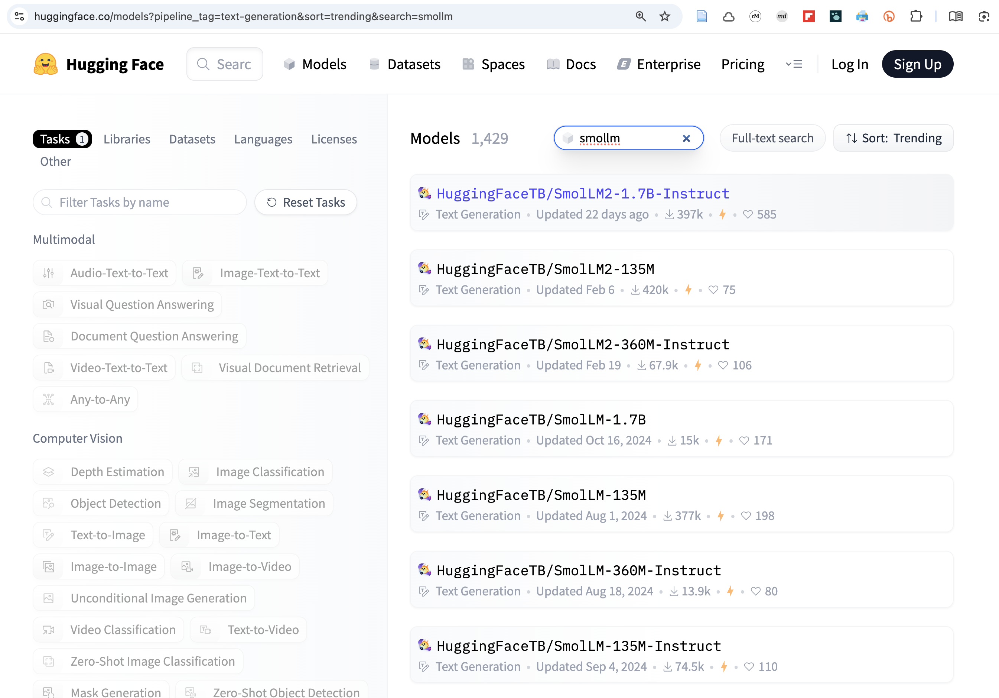 huggingface.co/models?pipeline_tag=text-generation&sort=trending&search=smollm
rM
md
Hugging Face
Searc
Models
Datasets
Spaces
Docs
E
Enterprise
Pricing
Log In
Sign Up
Tasks 1
Libraries
Datasets
Languages
Licenses
Other
Filter Tasks by name
Reset Tasks
Multimodal
Audio-Text-to-Text
Image-Text-to-Text
Visual Question Answering
Document Question Answering
Video-Text-to-Text
Visual Document Retrieval
Any-to-Any
Computer Vision
Depth Estimation
Image Classification
Object Detection
Image Segmentation
Text-to-Image
Image-to-Text
Image-to-Image
Image-to-Video
Unconditional Image Generation
Video Classification
Text-to-Video
Zero-Shot Image Classification
Mask Generation
Zero-Shot Object Detection
Models 1,429
smollm
Full-text search
Sort: Trending
HuggingFaceTB/SmolLM2-1.7B-Instruct
Text Generation • Updated 22 days ago • 397k • 585
HuggingFaceTB/SmolLM2-135M
Text Generation • Updated Feb 6 • 420k • 75
HuggingFaceTB/SmolLM2-360M-Instruct
Text Generation • Updated Feb 19 • 67.9k • 106
HuggingFaceTB/SmolLM-1.7B
Text Generation • Updated Oct 16, 2024 • 15k • 171
HuggingFaceTB/SmolLM-135M
Text Generation • Updated Aug 1, 2024 • 377k • 198
HuggingFaceTB/SmolLM-360M-Instruct
Text Generation • Updated Aug 18, 2024 • 13.9k • 80
HuggingFaceTB/SmolLM-135M-Instruct
Text Generation • Updated Sep 4, 2024 • 74.5k • 110